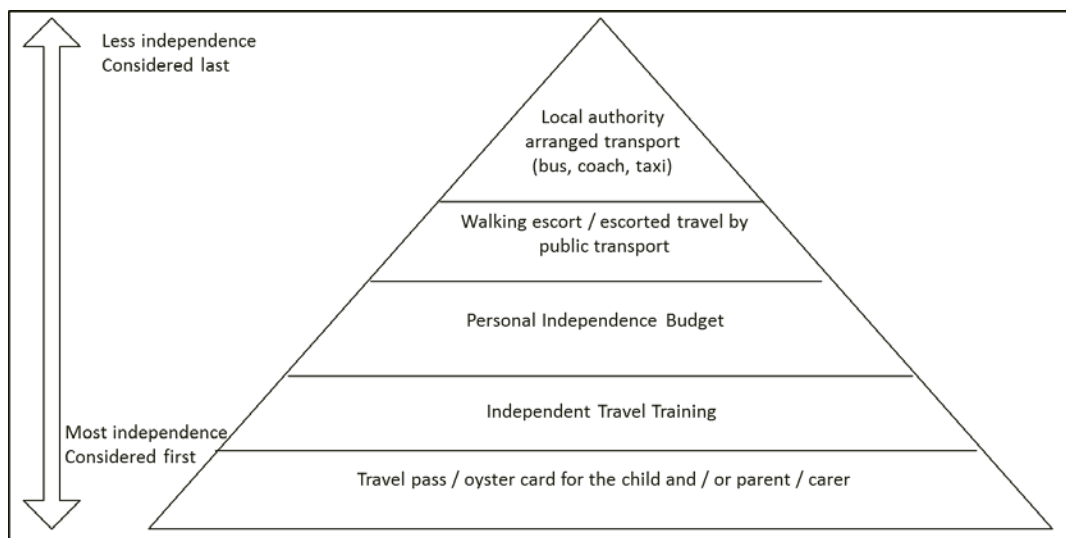 Less independence
Considered last
Local authority
arranged transport
(bus, coach, taxi)
Walking escort / escorted travel by
public transport
Personal Independence Budget
Independent Travel Training
Most independence
Considered first
Travel pass / oyster card for the child and / or parent / carer